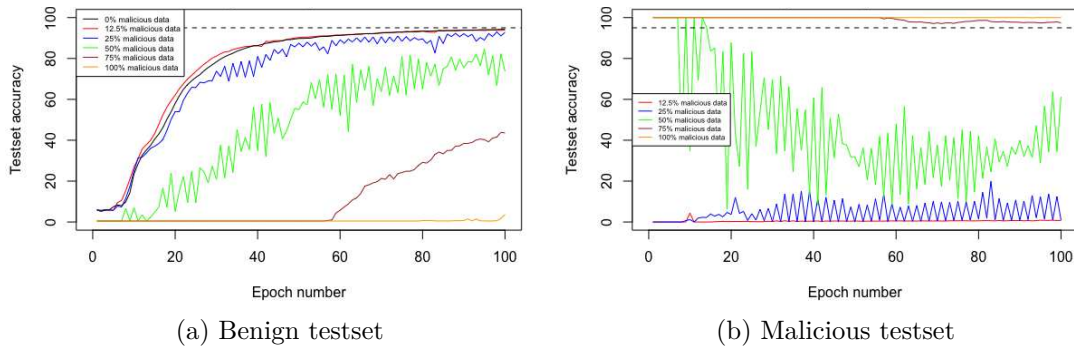 Testset accuracy
100
80
60
40
20
0
0% malicious data
12.5% malicious data
25% malicious data
50% malicious data
75% malicious data
100% malicious data
0 20 40 60 80 100
Epoch number
(a) Benign testset
Testset accuracy
100
80
60
40
20
0
12.5% malicious data
25% malicious data
50% malicious data
75% malicious data
100% malicious data
0 20 40 60 80 100
Epoch number
(b) Malicious testset